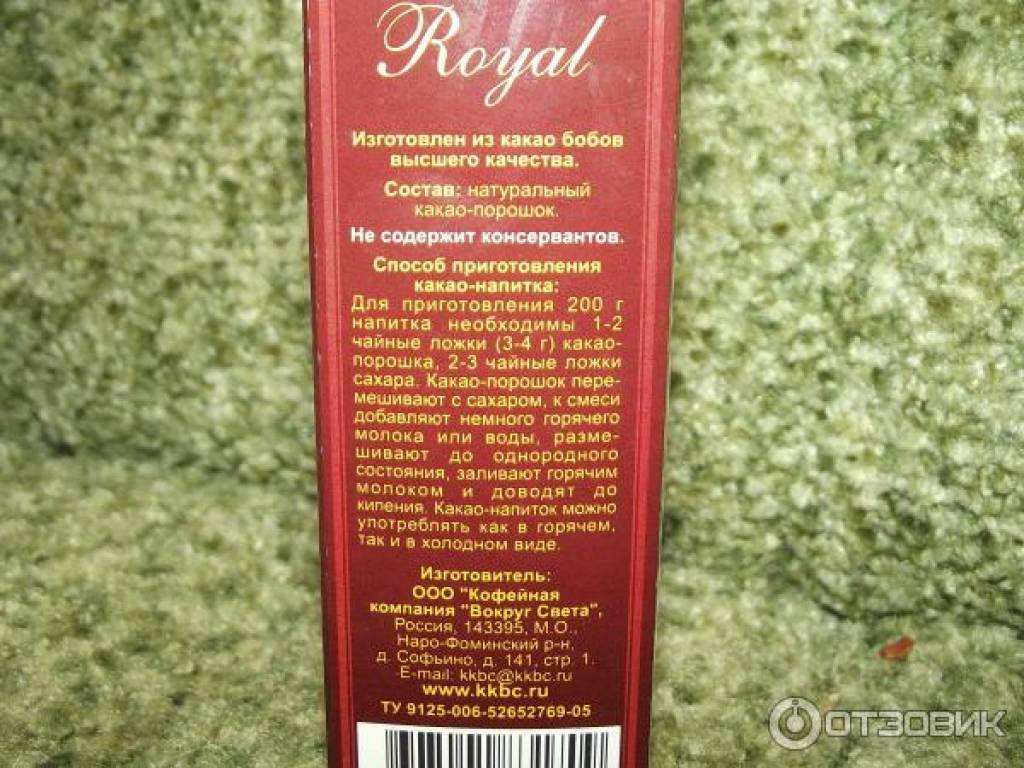 Royal
Изготовлен из какао бобов
высшего качества.
Состав: натуральный
какао-порошок.
Не содержит консервантов.
Способ приготовления
какао-напитка:
Для приготовления 200 г
напитка необходимы 1-2
чайные ложки (3-4 г) какао-
порошка, 2-3 чайные ложки
сахара. Какао-порошок пере-
мешивают с сахаром, к смеси
добавляют немного горячего
молока или воды, разме-
шивают до однородного
состояния, заливают горячим
молоком и доводят до
кипения. Какао-напиток можно
употреблять как в горячем,
так и в холодном виде.
Изготовитель:
ООО "Кофейная
компания "Вокруг Света",
Россия, 143395, М.О.,
Наро-Фоминский р-н,
д. Софьино, д. 141, стр. 1.
E-mail: kkbc@kkbc.ru
www.kkbc.ru
ТУ 9125-006-52652769-05
ОТЗОВИК